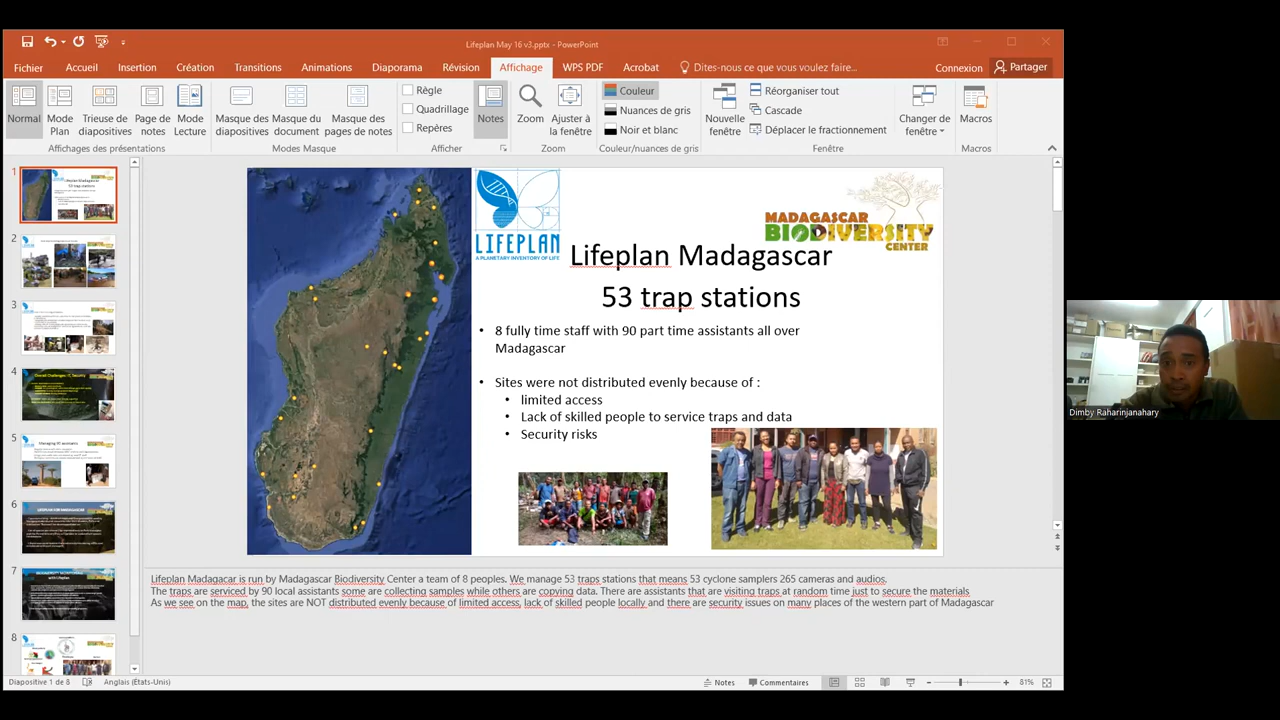 Lifeplan May 16 v3.pptx - PowerPoint
Fichier Accueil Insertion Création Transitions Animations Diaporama Révision Affichage WPS PDF Acrobat Dites-nous ce que vous voulez faire... Connexion Partager
Normal
Mode Plan
Trieuse de diapositives
Page de notes
Mode Lecture
Affichages des présentations
Masque des diapositives
Masque du document
Masque des pages de notes
Modes Masque
Règle
Quadrillage
Repères
Afficher
Notes
Zoom
Ajuster à la fenêtre
Zoom
Couleur
Nuances de gris
Noir et blanc
Couleur/nuances de gris
Nouvelle fenêtre
Réorganiser tout
Cascade
Déplacer le fractionnement
Changer de fenêtre
Fenêtre
Macros
Macros
1
2
3
4
5
6
7
8
LIFEPLAN
A PLANETARY INVENTORY OF LIFE
MADAGASCAR
BIODIVERSITY
CENTER
Lifeplan Madagascar
53 trap stations
• 8 fully time staff with 90 part time assistants all over
Madagascar
• Sites were not distributed evenly because of :
• limited access
• Lack of skilled people to service traps and data
• Security risks
Lifeplan Madagacar is run by Madagascar Biodiversity Center a team of 8 peoples. We manage 53 traps stations that means 53 cyclone samplers 265 cameras and audios.
The traps are serviced by 90 local assistants some are collecting samples while others are copying data. There are assistants that are visiting sites at random time just to secure the materials
As we see on the map, the sites are NOT distributed evenly because of limited access, lack of skilled people locally and there are security issues on many places of the western part of Madagascar
Diapositive 1 de 8 Anglais (États-Unis) Notes Commentaires 81%
Dimby Raharinjanahary